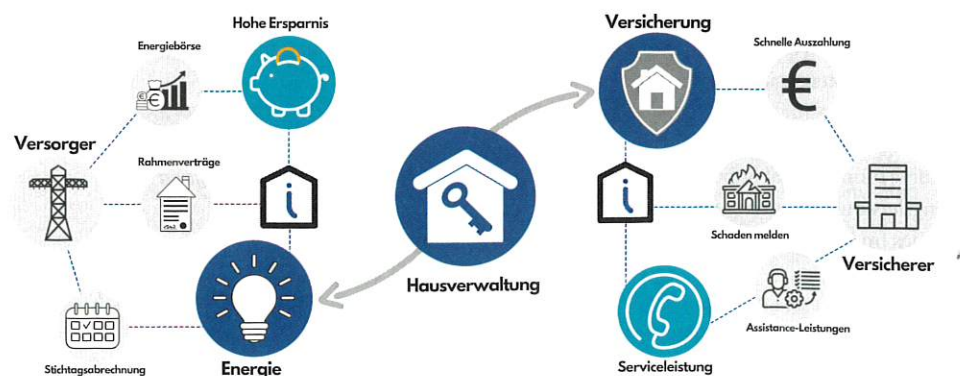 Hohe Ersparnis
Energiebörse
Versorger
Rahmenverträge
i
Stichtagsabrechnung
Energie
Hausverwaltung
Versicherung
Schnelle Auszahlung
€
i
Schaden melden
Versicherer
Assistance-Leistungen
Serviceleistung